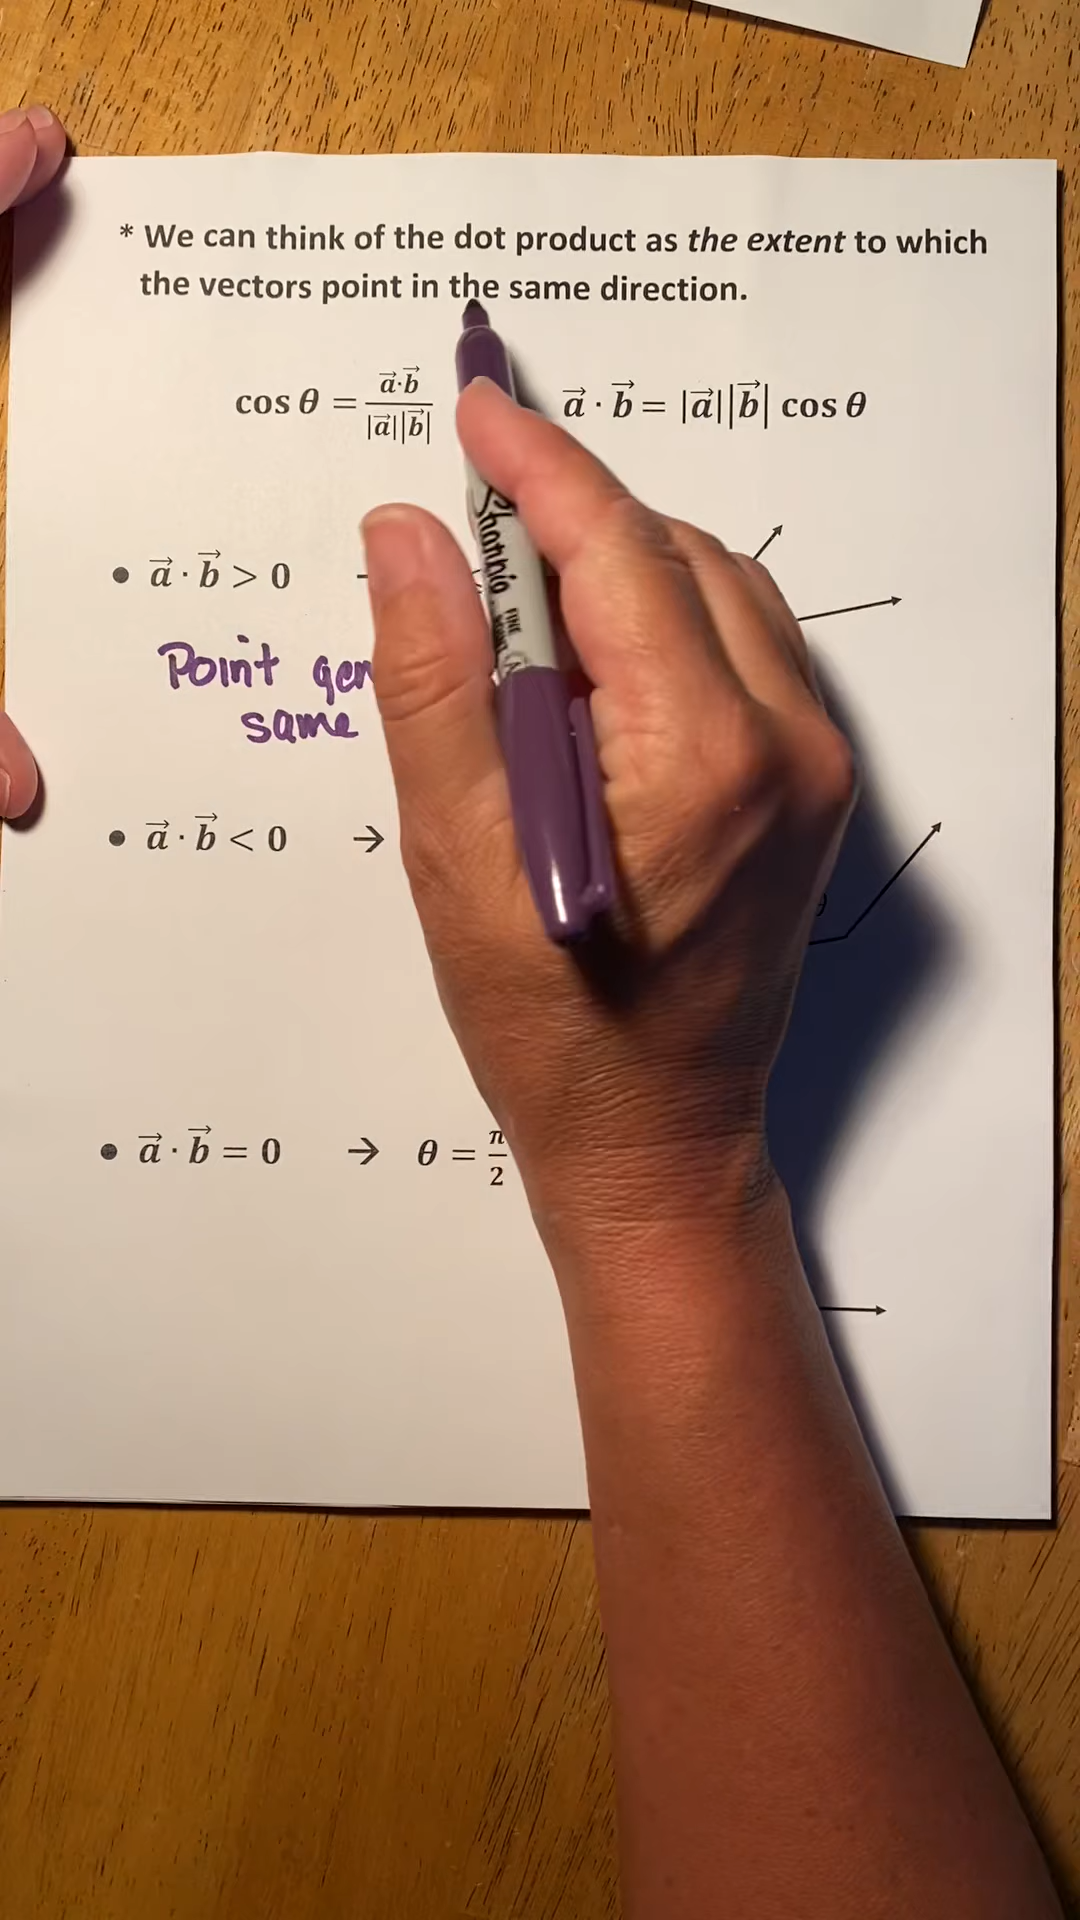 * We can think of the dot product as the extent to which
the vectors point in the same direction.
cos θ = a⃗·b⃗ / |a⃗||b⃗|
a⃗ · b⃗ = |a⃗||b⃗| cos θ
• a⃗ · b⃗ > 0
Point
same
• a⃗ · b⃗ < 0 →
θ
• a⃗ · b⃗ = 0 → θ = π/2
Sharpie
FINE